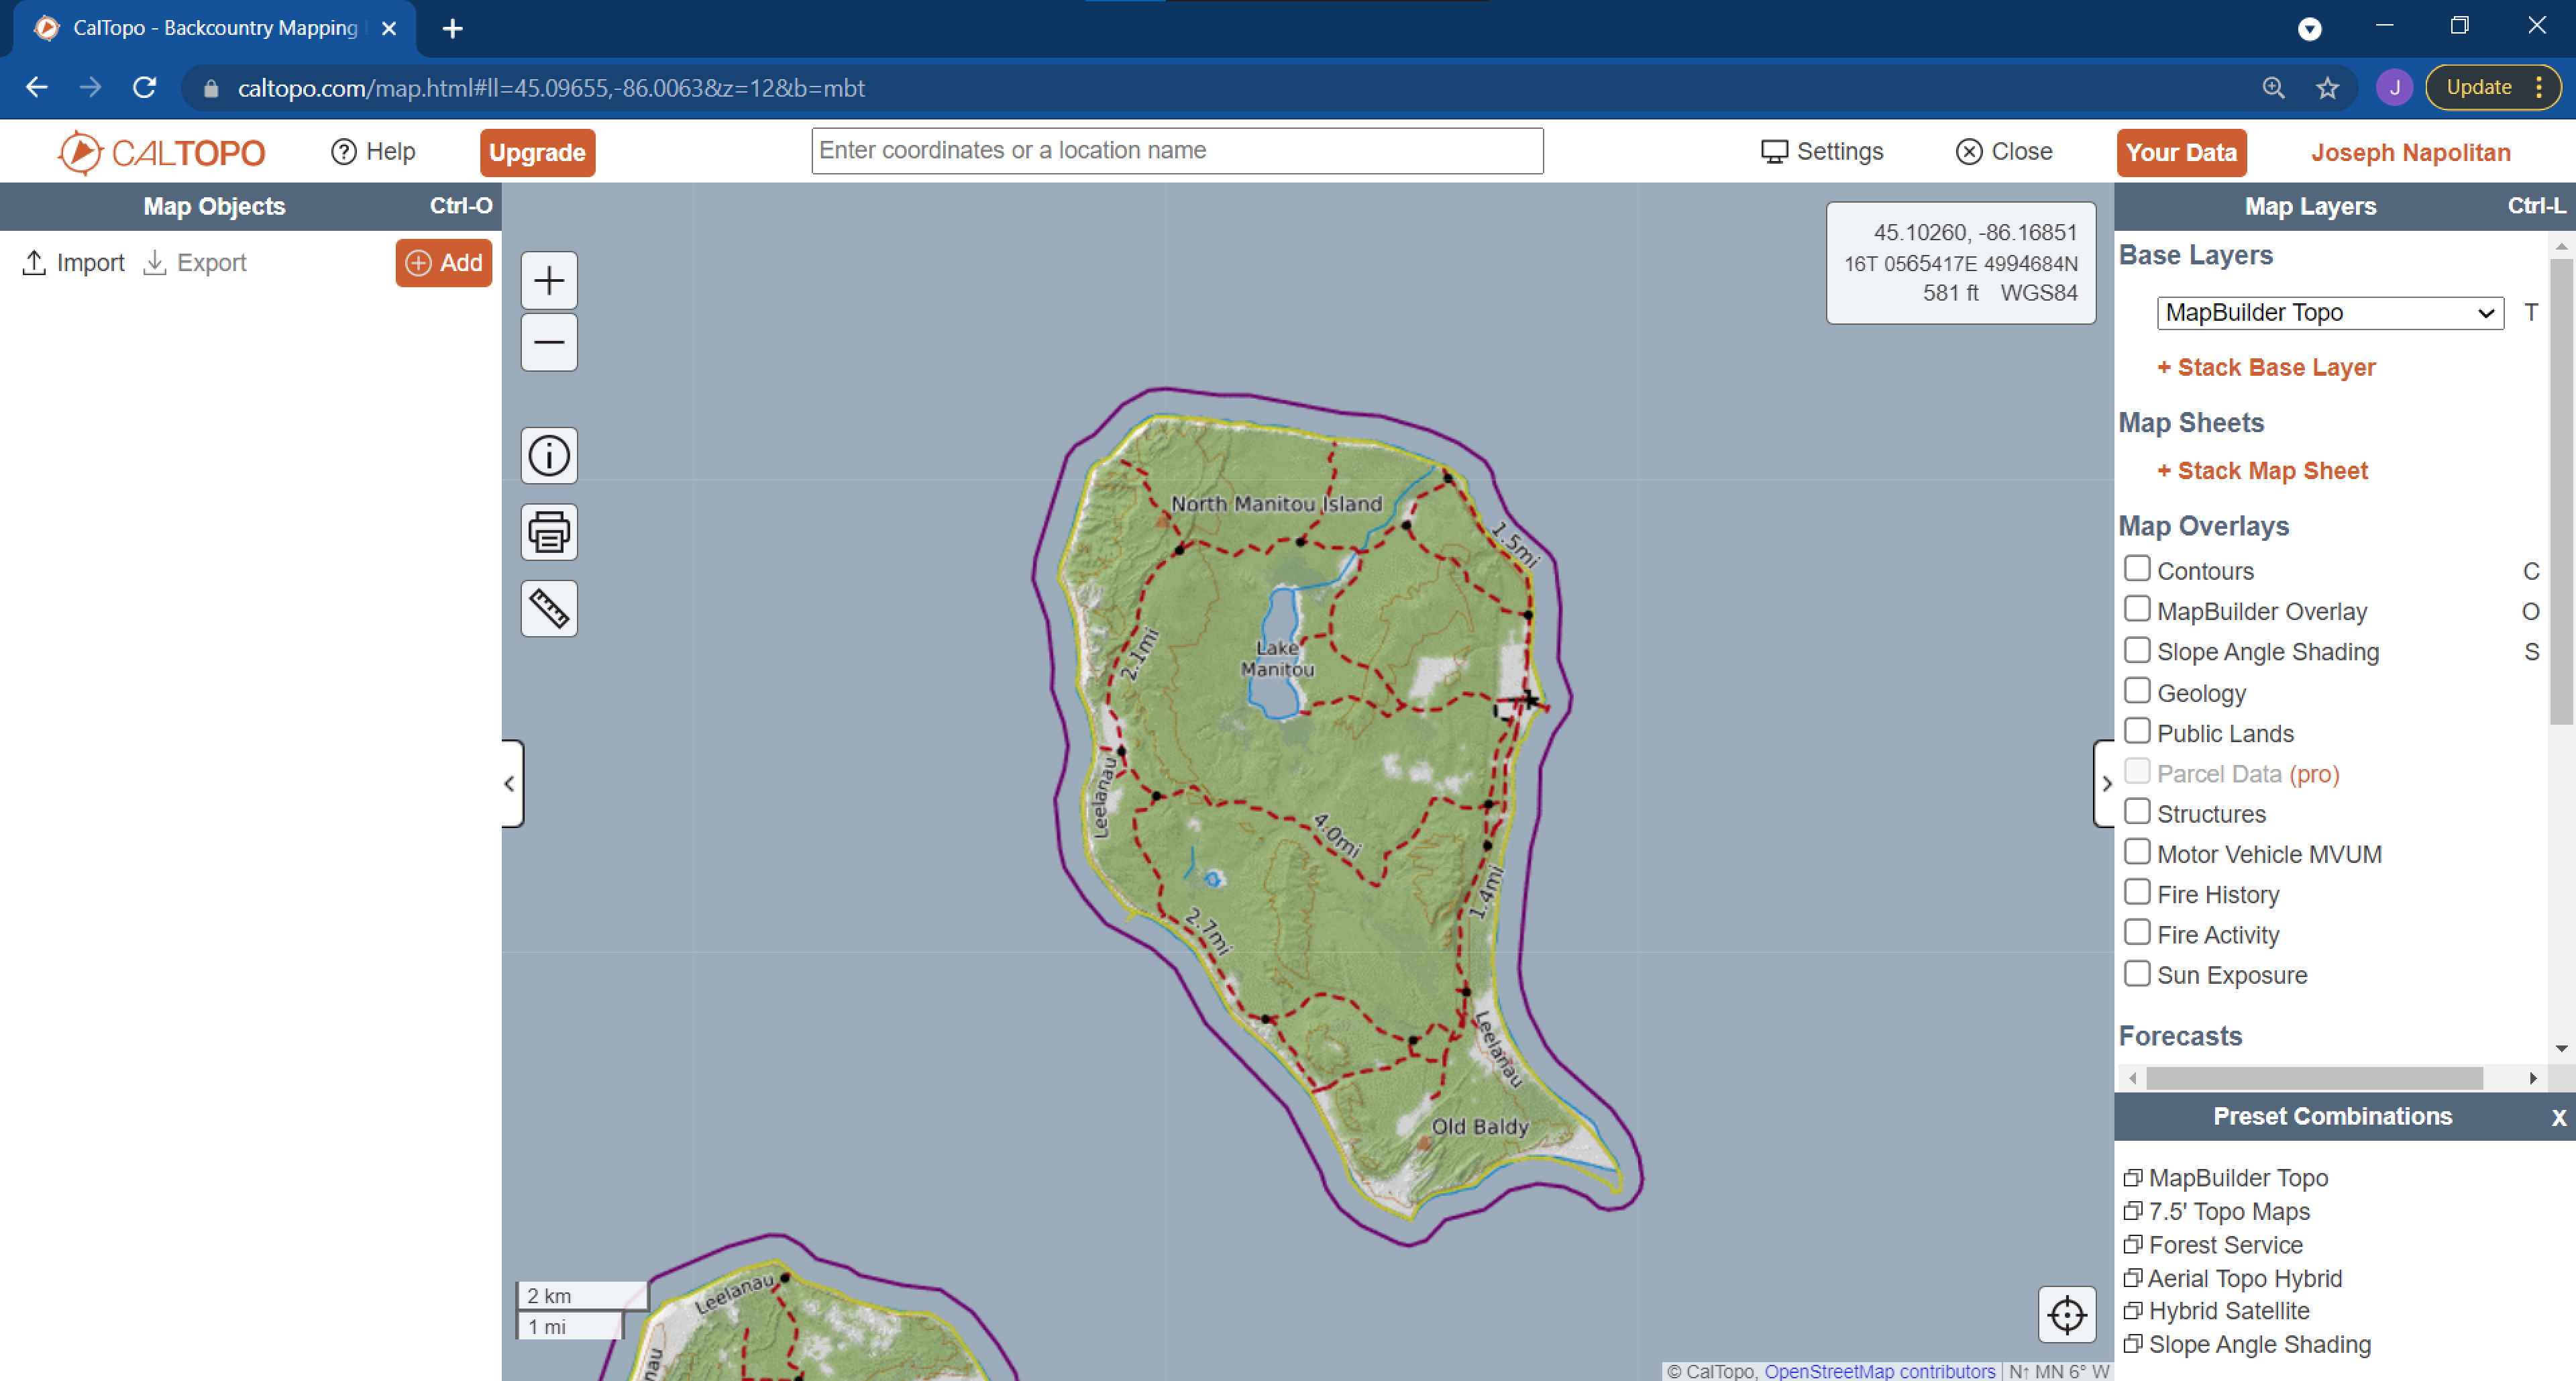 CalTopo - Backcountry Mapping
caltopo.com/map.html#ll=45.09655,-86.0063&z=12&b=mbt
J
Update
CALTOPO
? Help
Upgrade
Enter coordinates or a location name
Settings
Close
Your Data
Joseph Napolitan
Map Objects Ctrl-O
Import
Export
Add
45.10260, -86.16851
16T 0565417E 4994684N
581 ft WGS84
North Manitou Island
1.5mi
2.1mi
Lake
Manitou
Leelanau
4.0mi
1.4mi
2.7mi
Leelanau
Old Baldy
Leelanau
nau
2 km
1 mi
© CalTopo, OpenStreetMap contributors N↑ MN 6° W
Map Layers Ctrl-L
Base Layers
MapBuilder Topo T
+ Stack Base Layer
Map Sheets
+ Stack Map Sheet
Map Overlays
Contours C
MapBuilder Overlay O
Slope Angle Shading S
Geology
Public Lands
Parcel Data (pro)
Structures
Motor Vehicle MVUM
Fire History
Fire Activity
Sun Exposure
Forecasts
Preset Combinations X
MapBuilder Topo
7.5' Topo Maps
Forest Service
Aerial Topo Hybrid
Hybrid Satellite
Slope Angle Shading